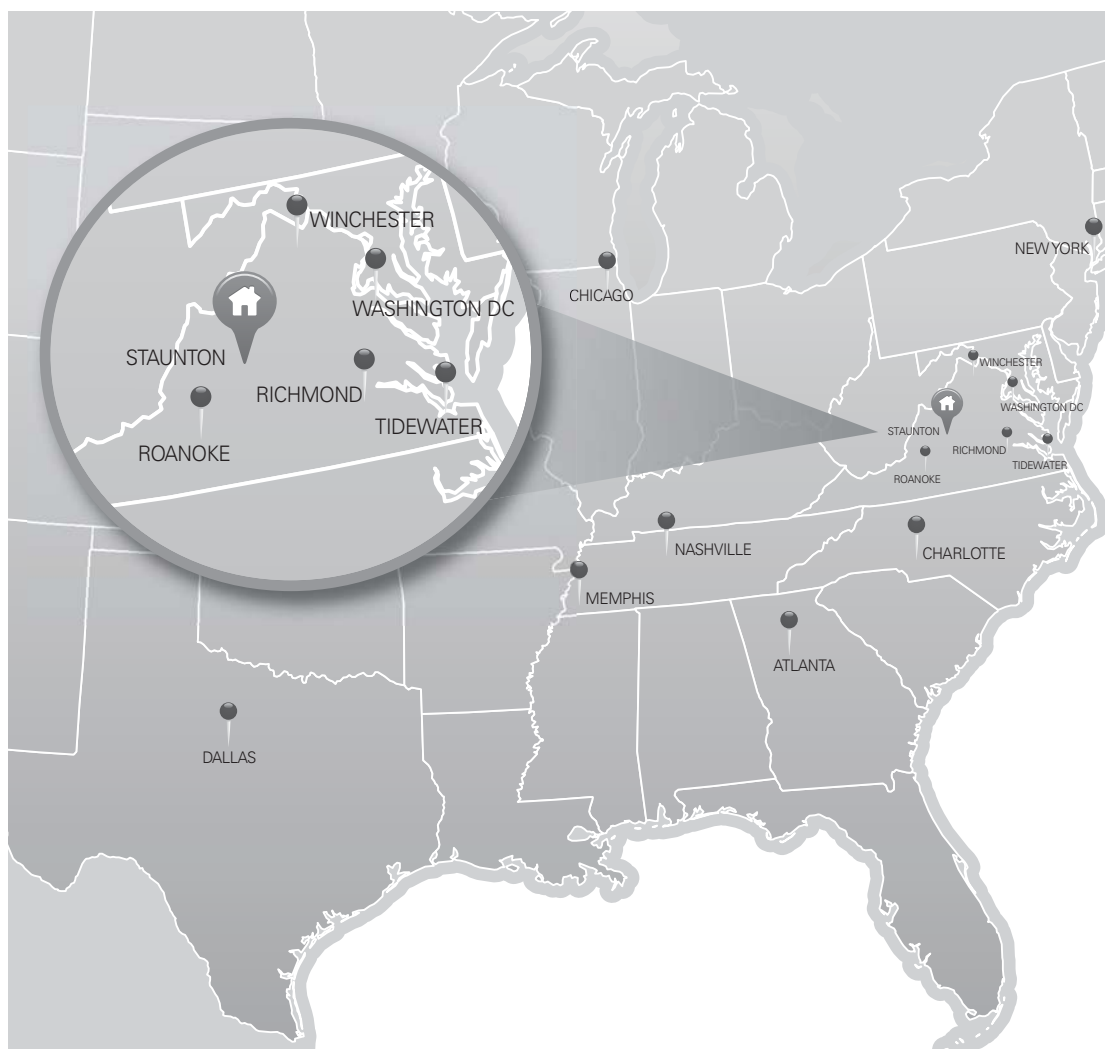 WINCHESTER
WASHINGTON DC
STAUNTON
RICHMOND
TIDEWATER
ROANOKE
NEW YORK
CHICAGO
WINCHESTER
WASHINGTON DC
STAUNTON
RICHMOND
TIDEWATER
ROANOKE
NASHVILLE
CHARLOTTE
MEMPHIS
ATLANTA
DALLAS